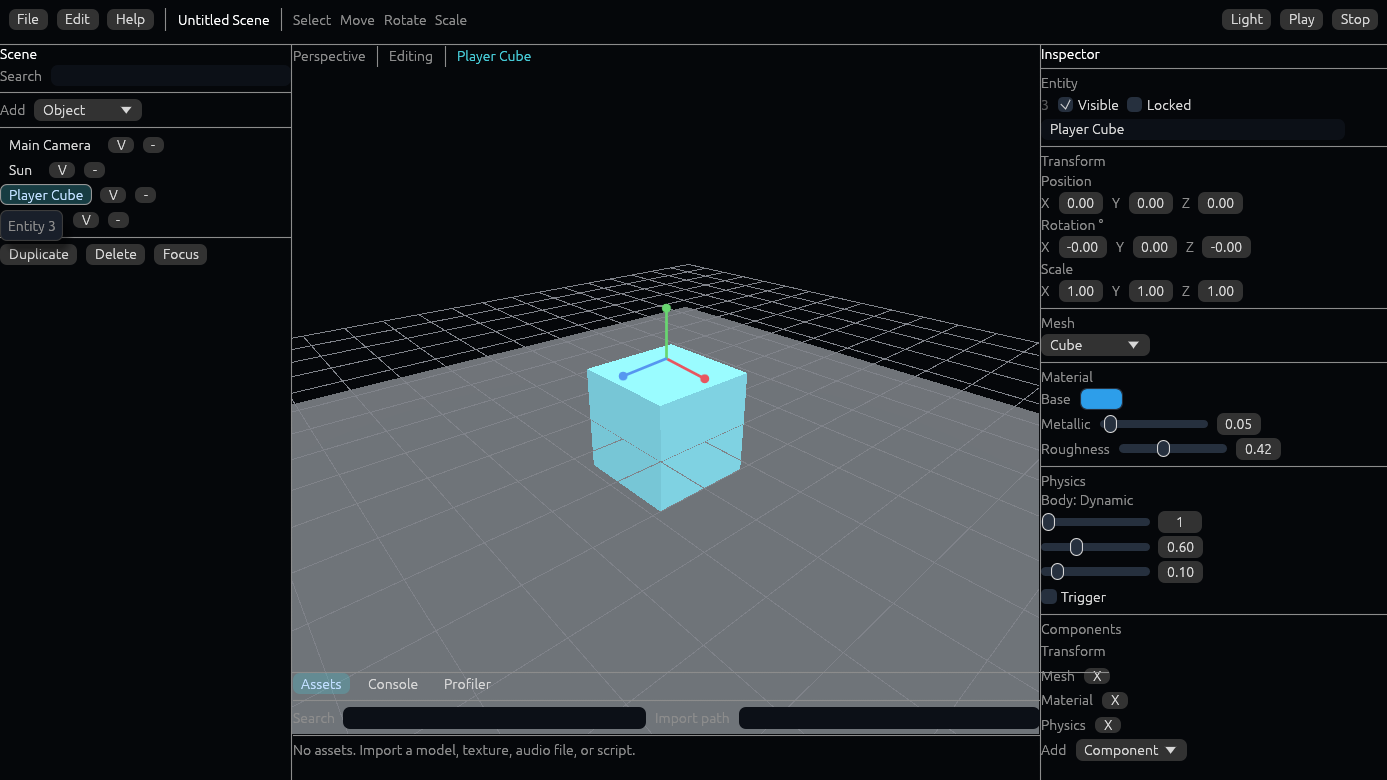 File Edit Help Untitled Scene Select Move Rotate Scale Light Play Stop
Scene
Search
Add Object
Main Camera V -
Sun V -
Player Cube V -
Entity 3 V -
Duplicate Delete Focus
Perspective Editing Player Cube
Assets Console Profiler
Search Import path
No assets. Import a model, texture, audio file, or script.
Inspector
Entity
3 Visible Locked
Player Cube
Transform
Position
X 0.00 Y 0.00 Z 0.00
Rotation °
X -0.00 Y 0.00 Z -0.00
Scale
X 1.00 Y 1.00 Z 1.00
Mesh
Cube
Material
Base
Metallic 0.05
Roughness 0.42
Physics
Body: Dynamic
1
0.60
0.10
Trigger
Components
Transform
Mesh X
Material X
Physics X
Add Component